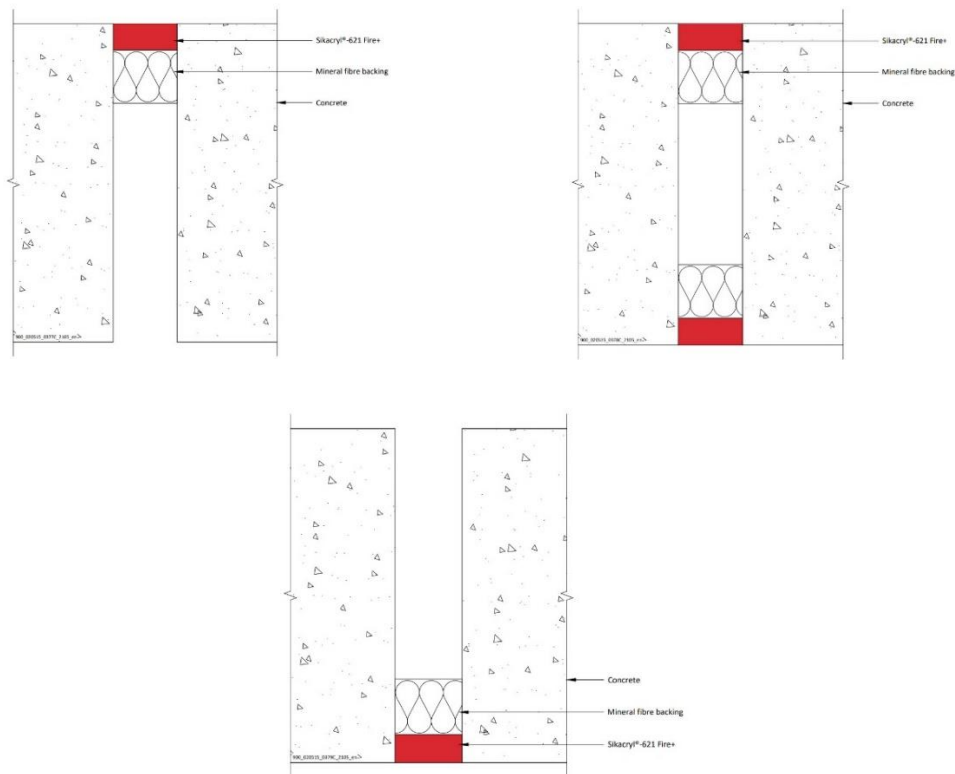 Sikacryl®-621 Fire+
Mineral fibre backing
Concrete
Sikacryl®-621 Fire+
Mineral fibre backing
Concrete
Concrete
Mineral fibre backing
Sikacryl®-621 Fire+